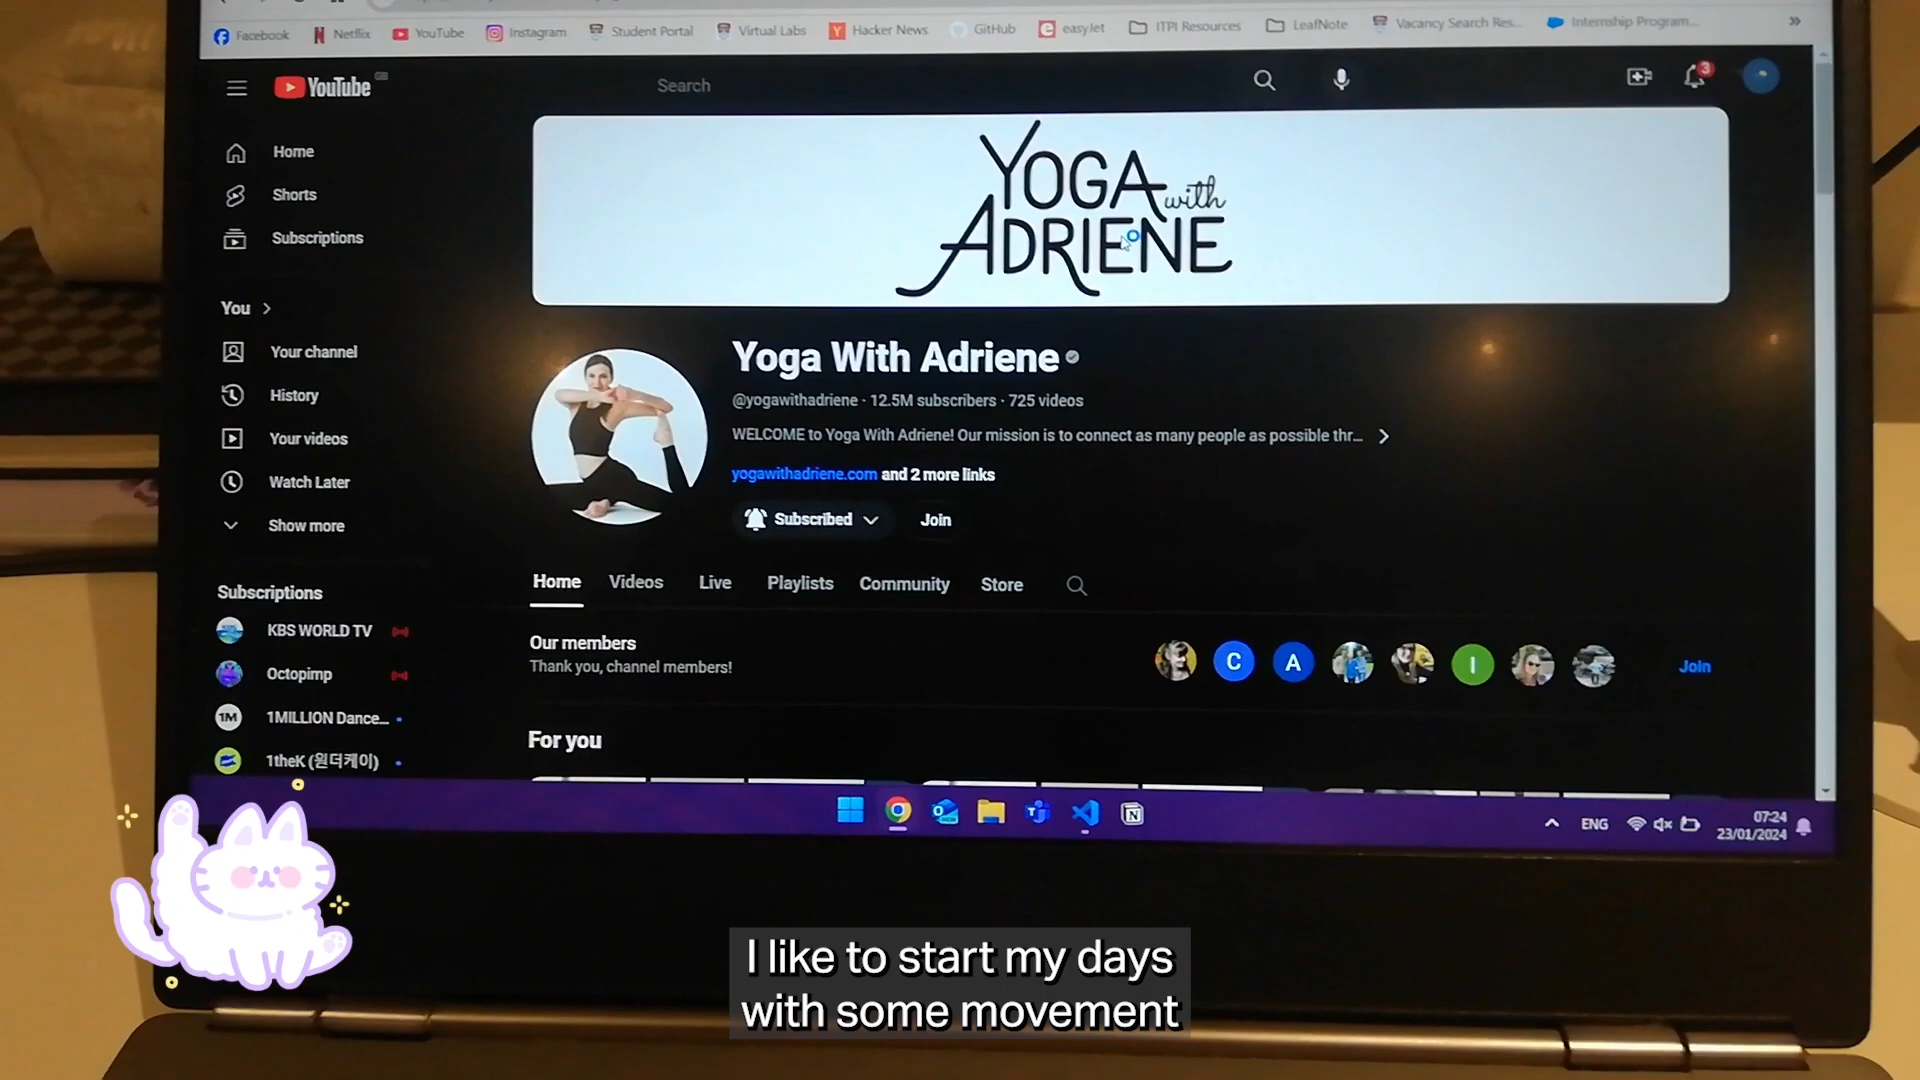 Facebook Netflix YouTube Instagram Student Portal Virtual Labs Hacker News GitHub easyJet ITPI Resources LeafNote Vacancy Search Res... Internship Program... »
YouTube GB
Search
3
Home
Shorts
Subscriptions
You >
Your channel
History
Your videos
Watch Later
Show more
Subscriptions
KBS WORLD TV
Octopimp
1M 1MILLION Dance...
1theK (원더케이)
YOGA with
ADRIENE
Yoga With Adriene
@yogawithadriene · 12.5M subscribers · 725 videos
WELCOME to Yoga With Adriene! Our mission is to connect as many people as possible thr...
yogawithadriene.com and 2 more links
Subscribed Join
Home Videos Live Playlists Community Store
Our members
Thank you, channel members!
C A I
Join
For you
ENG
07:24
23/01/2024
I like to start my days
with some movement